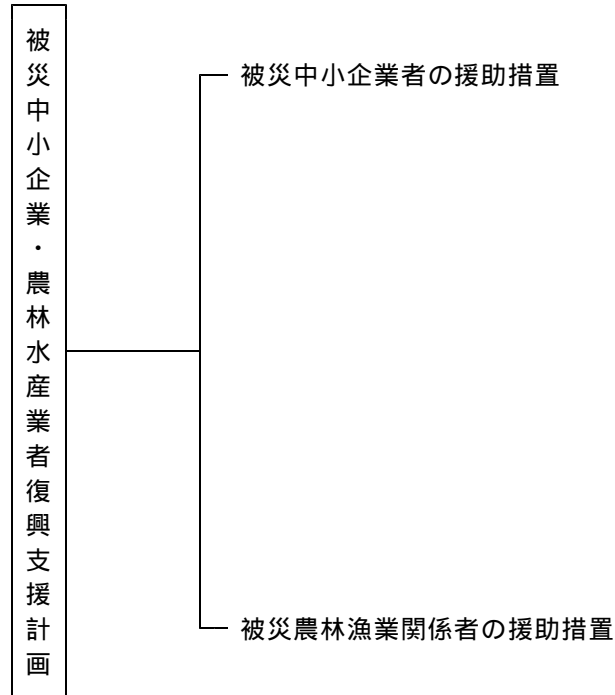 被災中小企業・農林水産業者復興支援計画
被災中小企業者の援助措置
被災農林漁業関係者の援助措置